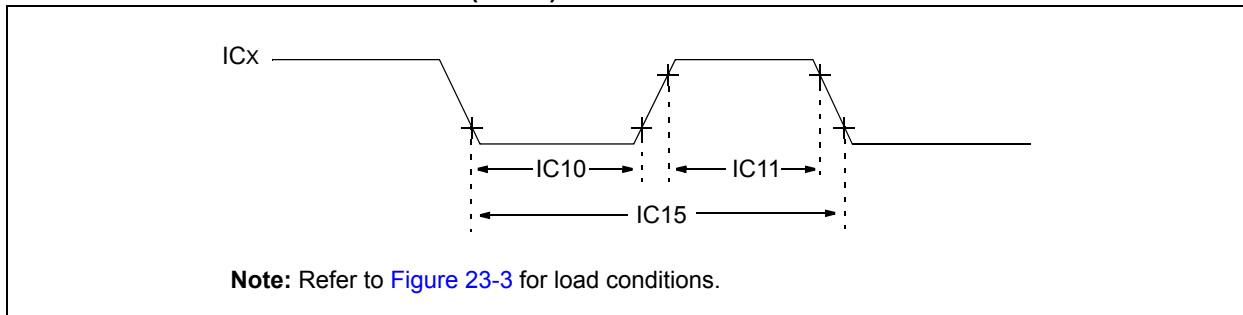 ICx
IC10
IC11
IC15
Note: Refer to Figure 23-3 for load conditions.